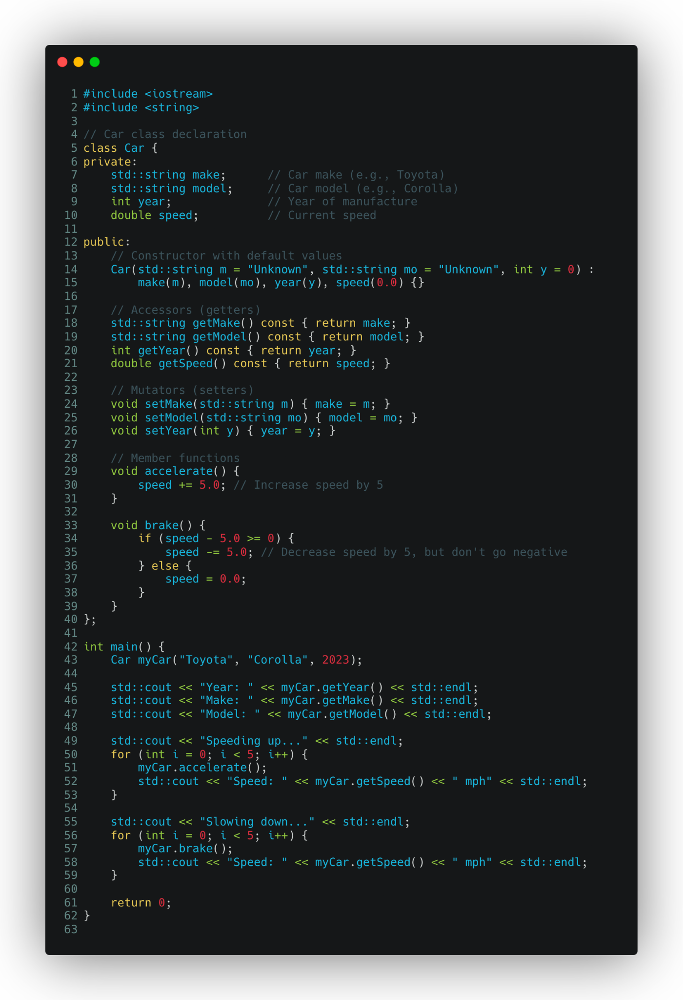 1 #include <iostream>
2 #include <string>
3
4 // Car class declaration
5 class Car {
6 private:
7     std::string make;      // Car make (e.g., Toyota)
8     std::string model;     // Car model (e.g., Corolla)
9     int year;              // Year of manufacture
10     double speed;          // Current speed
11
12 public:
13     // Constructor with default values
14     Car(std::string m = "Unknown", std::string mo = "Unknown", int y = 0) :
15         make(m), model(mo), year(y), speed(0.0) {}
16
17     // Accessors (getters)
18     std::string getMake() const { return make; }
19     std::string getModel() const { return model; }
20     int getYear() const { return year; }
21     double getSpeed() const { return speed; }
22
23     // Mutators (setters)
24     void setMake(std::string m) { make = m; }
25     void setModel(std::string mo) { model = mo; }
26     void setYear(int y) { year = y; }
27
28     // Member functions
29     void accelerate() {
30         speed += 5.0; // Increase speed by 5
31     }
32
33     void brake() {
34         if (speed - 5.0 >= 0) {
35             speed -= 5.0; // Decrease speed by 5, but don't go negative
36         } else {
37             speed = 0.0;
38         }
39     }
40 };
41
42 int main() {
43     Car myCar("Toyota", "Corolla", 2023);
44
45     std::cout << "Year: " << myCar.getYear() << std::endl;
46     std::cout << "Make: " << myCar.getMake() << std::endl;
47     std::cout << "Model: " << myCar.getModel() << std::endl;
48
49     std::cout << "Speeding up..." << std::endl;
50     for (int i = 0; i < 5; i++) {
51         myCar.accelerate();
52         std::cout << "Speed: " << myCar.getSpeed() << " mph" << std::endl;
53     }
54
55     std::cout << "Slowing down..." << std::endl;
56     for (int i = 0; i < 5; i++) {
57         myCar.brake();
58         std::cout << "Speed: " << myCar.getSpeed() << " mph" << std::endl;
59     }
60
61     return 0;
62 }
63